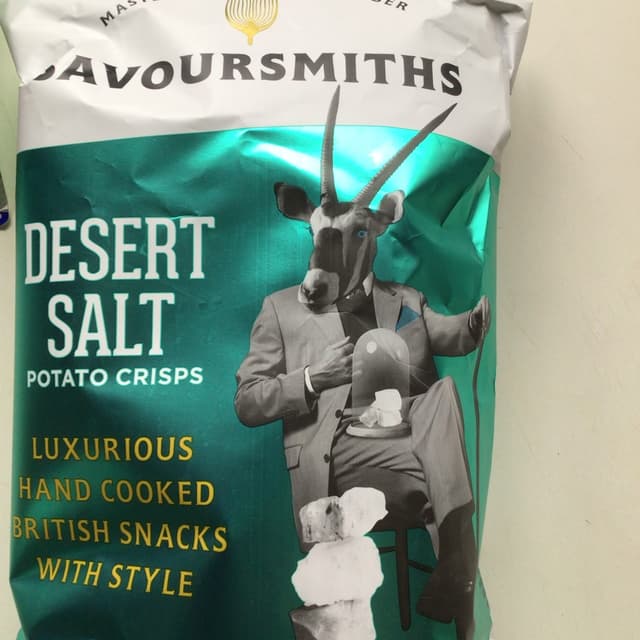 SAVOURSMITHS
DESERT
SALT
POTATO CRISPS
LUXURIOUS
HAND COOKED
BRITISH SNACKS
WITH STYLE